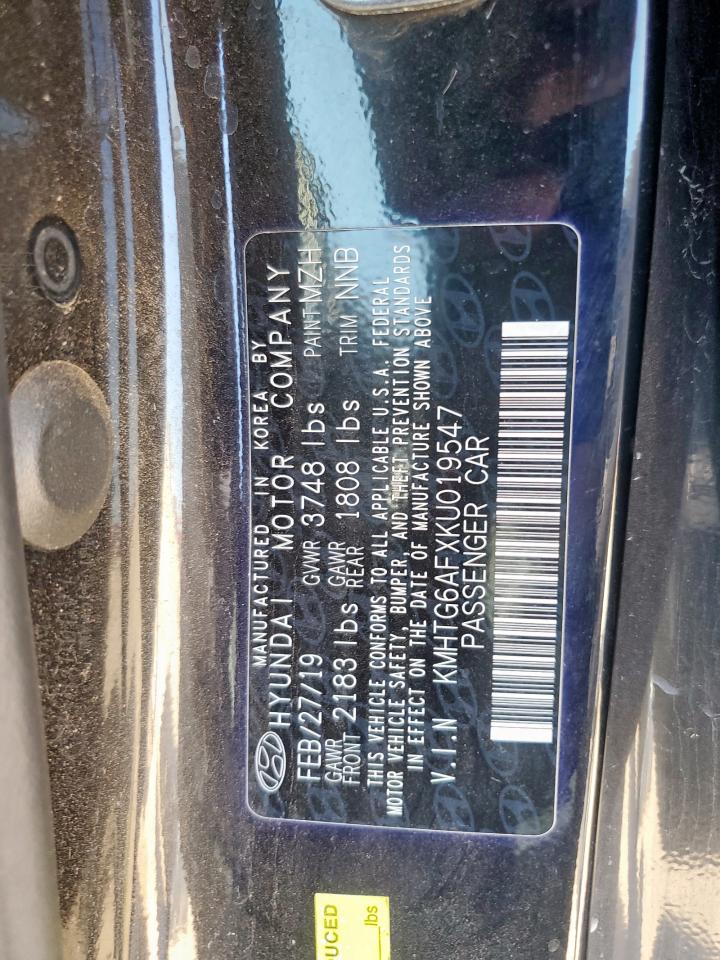 MANUFACTURED IN KOREA BY
HYUNDAI MOTOR COMPANY
FEB/27/19 GVWR 3748 lbs PAINT MZH
GAWR FRONT 2183 lbs GAWR REAR 1808 lbs TRIM NNB
THIS VEHICLE CONFORMS TO ALL APPLICABLE U.S.A. FEDERAL
MOTOR VEHICLE SAFETY, BUMPER, AND THEFT PREVENTION STANDARDS
IN EFFECT ON THE DATE OF MANUFACTURE SHOWN ABOVE
V.I.N KMHTG6AFXKU019547
PASSENGER CAR
UCED
lbs